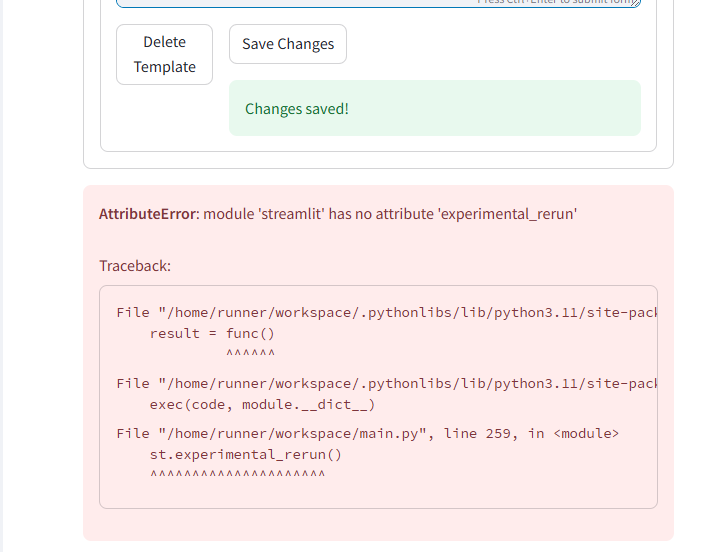 Press Ctrl+Enter to submit form
Delete
Template
Save Changes
Changes saved!
AttributeError: module 'streamlit' has no attribute 'experimental_rerun'
Traceback:
File "/home/runner/workspace/.pythonlibs/lib/python3.11/site-pack
result = func()
^^^^^^
File "/home/runner/workspace/.pythonlibs/lib/python3.11/site-pack
exec(code, module.__dict__)
File "/home/runner/workspace/main.py", line 259, in <module>
st.experimental_rerun()
^^^^^^^^^^^^^^^^^^^^^